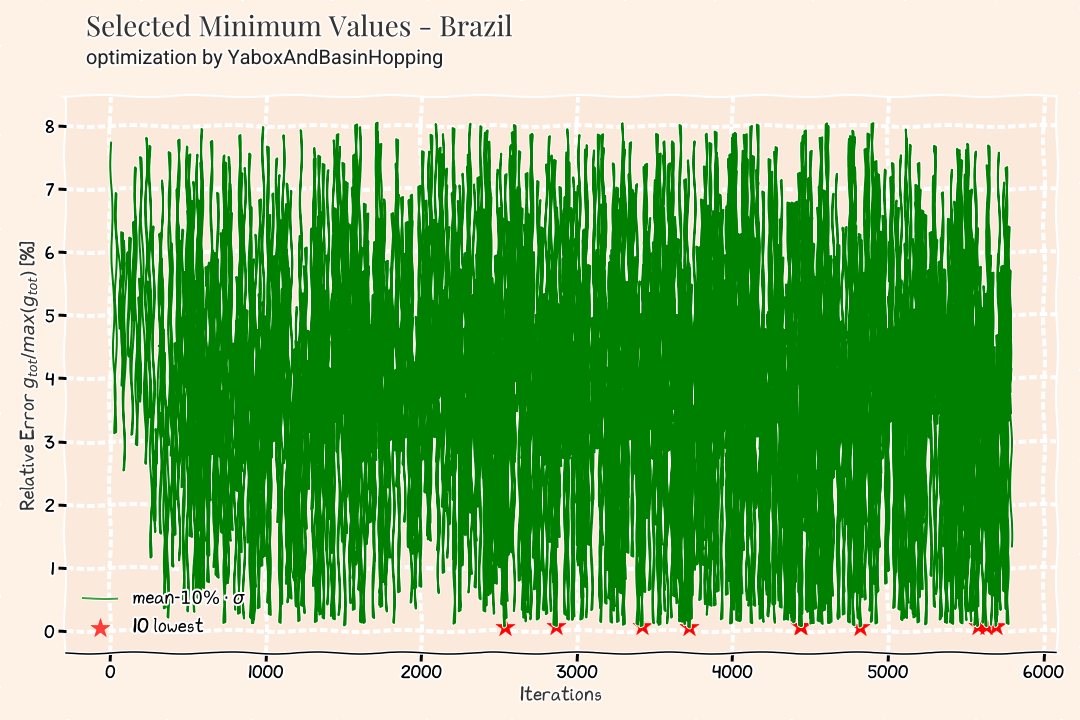 Selected Minimum Values - Brazil
optimization by YaboxAndBasinHopping
Relative Error g_tot/max(g_tot) [%]
8
7
6
5
4
3
2
1
0
mean-10% · σ
10 lowest
0 1000 2000 3000 4000 5000 6000
Iterations